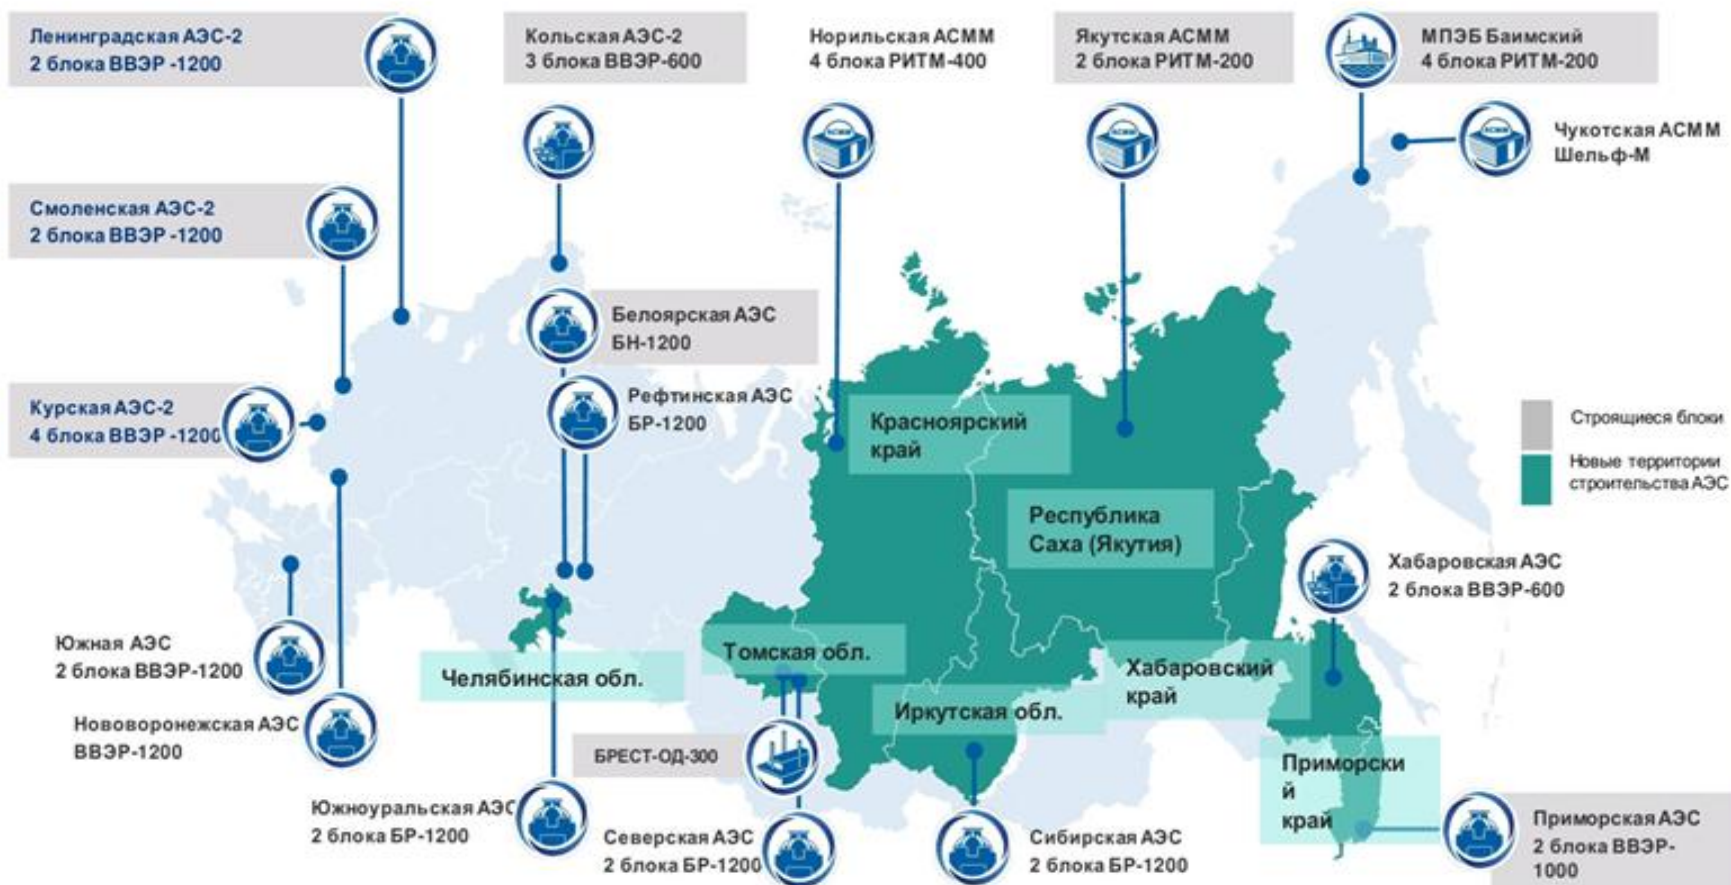 Ленинградская АЭС-2
2 блока ВВЭР -1200
Кольская АЭС-2
3 блока ВВЭР-600
Норильская АСММ
4 блока РИТМ-400
Якутская АСММ
2 блока РИТМ-200
МПЭБ Баимский
4 блока РИТМ-200
АСММ
АСММ
АСММ
Чукотская АСММ
Шельф-М
Смоленская АЭС-2
2 блока ВВЭР -1200
Белоярская АЭС
БН-1200
Рефтинская АЭС
БР-1200
Курская АЭС-2
4 блока ВВЭР -1200
Красноярский
край
Строящиеся блоки
Новые территории
строительства АЭС
Республика
Саха (Якутия)
Хабаровская АЭС
2 блока ВВЭР-600
Южная АЭС
2 блока ВВЭР-1200
Челябинская обл.
Томская обл.
Хабаровский
край
Иркутская обл.
Нововоронежская АЭС
ВВЭР-1200
БРЕСТ-ОД-300
Приморски
й
край
Южноуральская АЭС
2 блока БР-1200
Северская АЭС
2 блока БР-1200
Сибирская АЭС
2 блока БР-1200
Приморская АЭС
2 блока ВВЭР-
1000